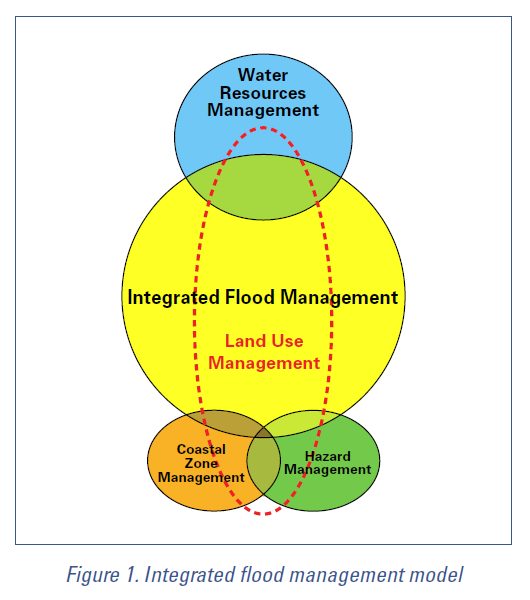 Water
Resources
Management
Integrated Flood Management
Land Use
Management
Coastal
Zone
Management
Hazard
Management
Figure 1. Integrated flood management model